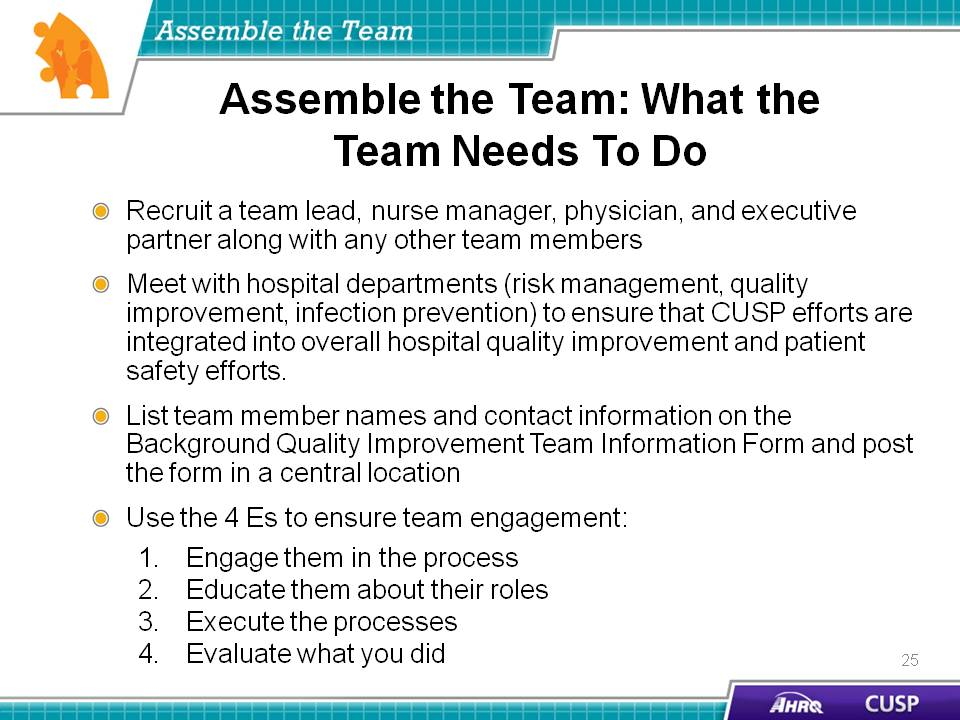 Assemble the Team
Assemble the Team: What the
Team Needs To Do
Recruit a team lead, nurse manager, physician, and executive
partner along with any other team members
Meet with hospital departments (risk management, quality
improvement, infection prevention) to ensure that CUSP efforts are
integrated into overall hospital quality improvement and patient
safety efforts.
List team member names and contact information on the
Background Quality Improvement Team Information Form and post
the form in a central location
Use the 4 Es to ensure team engagement:
1. Engage them in the process
2. Educate them about their roles
3. Execute the processes
4. Evaluate what you did
25
AHRQ CUSP